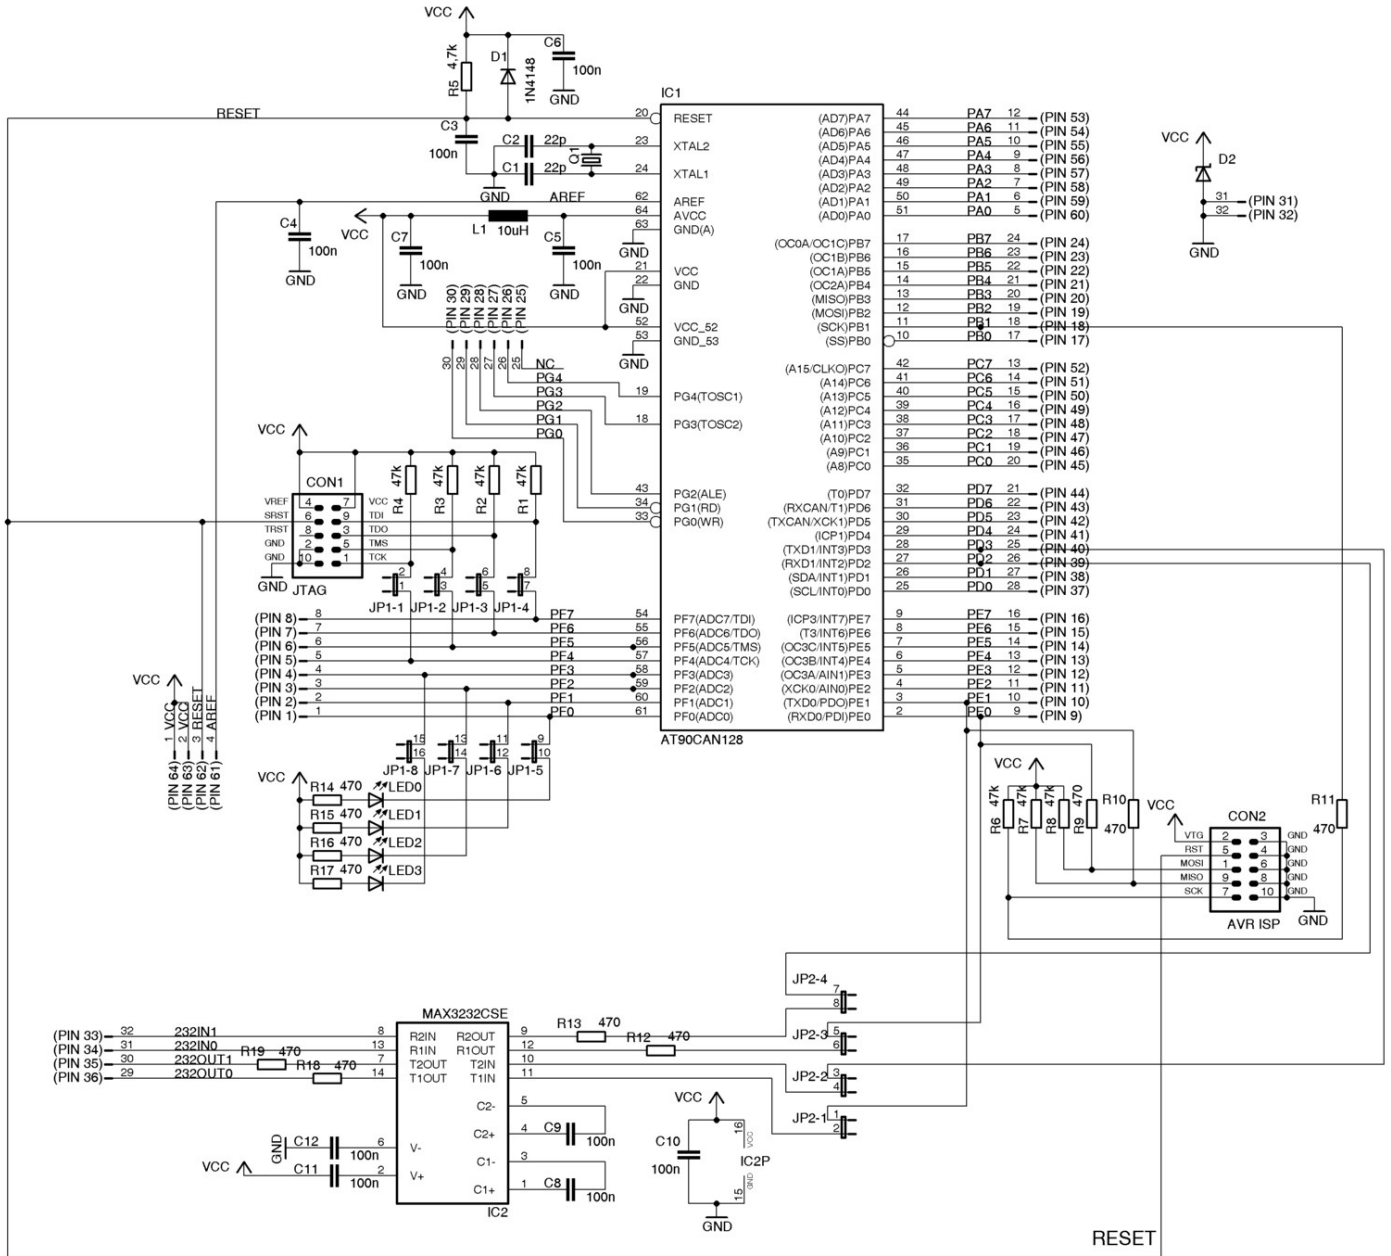 VCC
R5 4,7k
D1
1N4148
C6
100n
GND
RESET
C3
100n
C2 22p
C1 22p
Q1
GND
AREF
C4
100n
GND
VCC
L1 10uH
C7
100n
GND
C5
100n
GND
GND
GND
GND
IC1
20 RESET
23 XTAL2
24 XTAL1
62 AREF
64 AVCC
63 GND(A)
21 VCC
22 GND
52 VCC_52
53 GND_53
19 PG4(TOSC1)
18 PG3(TOSC2)
43 PG2(ALE)
34 PG1(RD)
33 PG0(WR)
54 PF7(ADC7/TDI)
55 PF6(ADC6/TDO)
56 PF5(ADC5/TMS)
57 PF4(ADC4/TCK)
58 PF3(ADC3)
59 PF2(ADC2)
60 PF1(ADC1)
61 PF0(ADC0)
AT90CAN128
(AD7)PA7 44 PA7 12 (PIN 53)
(AD6)PA6 45 PA6 11 (PIN 54)
(AD5)PA5 46 PA5 10 (PIN 55)
(AD4)PA4 47 PA4 9 (PIN 56)
(AD3)PA3 48 PA3 8 (PIN 57)
(AD2)PA2 49 PA2 7 (PIN 58)
(AD1)PA1 50 PA1 6 (PIN 59)
(AD0)PA0 51 PA0 5 (PIN 60)
(OC0A/OC1C)PB7 17 PB7 24 (PIN 24)
(OC1B)PB6 16 PB6 23 (PIN 23)
(OC1A)PB5 15 PB5 22 (PIN 22)
(OC2A)PB4 14 PB4 21 (PIN 21)
(MISO)PB3 13 PB3 20 (PIN 20)
(MOSI)PB2 12 PB2 19 (PIN 19)
(SCK)PB1 11 PB1 18 (PIN 18)
(SS)PB0 10 PB0 17 (PIN 17)
(A15/CLKO)PC7 42 PC7 13 (PIN 52)
(A14)PC6 41 PC6 14 (PIN 51)
(A13)PC5 40 PC5 15 (PIN 50)
(A12)PC4 39 PC4 16 (PIN 49)
(A11)PC3 38 PC3 17 (PIN 48)
(A10)PC2 37 PC2 18 (PIN 47)
(A9)PC1 36 PC1 19 (PIN 46)
(A8)PC0 35 PC0 20 (PIN 45)
(T0)PD7 32 PD7 21 (PIN 44)
(RXCAN/T1)PD6 31 PD6 22 (PIN 43)
(TXCAN/XCK1)PD5 30 PD5 23 (PIN 42)
(ICP1)PD4 29 PD4 24 (PIN 41)
(TXD1/INT3)PD3 28 PD3 25 (PIN 40)
(RXD1/INT2)PD2 27 PD2 26 (PIN 39)
(SDA/INT1)PD1 26 PD1 27 (PIN 38)
(SCL/INT0)PD0 25 PD0 28 (PIN 37)
(ICP3/INT7)PE7 9 PE7 16 (PIN 16)
(T3/INT6)PE6 8 PE6 15 (PIN 15)
(OC3C/INT5)PE5 7 PE5 14 (PIN 14)
(OC3B/INT4)PE4 6 PE4 13 (PIN 13)
(OC3A/AIN1)PE3 5 PE3 12 (PIN 12)
(XCK0/AIN0)PE2 4 PE2 11 (PIN 11)
(TXD0/PDO)PE1 3 PE1 10 (PIN 10)
(RXD0/PDI)PE0 2 PE0 9 (PIN 9)
VCC
D2
31 (PIN 31)
32 (PIN 32)
GND
(PIN 30) (PIN 29) (PIN 28) (PIN 27) (PIN 26) (PIN 25)
30 29 28 27 26 25
NC
PG4
PG3
PG2
PG1
PG0
VCC
CON1
VREF 4 7 VCC
SRST 6 9 TDI
TRST 8 3 TDO
GND 2 5 TMS
GND 10 1 TCK
GND JTAG
R4 47k
R3 47k
R2 47k
R1 47k
2 1 JP1-1
4 3 JP1-2
6 5 JP1-3
8 7 JP1-4
(PIN 8) 8 PF7
(PIN 7) 7 PF6
(PIN 6) 6 PF5
(PIN 5) 5 PF4
(PIN 4) 4 PF3
(PIN 3) 3 PF2
(PIN 2) 2 PF1
(PIN 1) 1 PF0
VCC
1 VCC
2 VCC
3 RESET
4 AREF
(PIN 64) (PIN 63) (PIN 62) (PIN 61)
15 16 JP1-8
13 14 JP1-7
11 12 JP1-6
9 10 JP1-5
VCC
R14 470 LED0
R15 470 LED1
R16 470 LED2
R17 470 LED3
VCC
R6 47k
R7 47k
R8 47k
R9 470
R10 470
R11 470
VCC
CON2
VTG 2 3 GND
RST 5 4 GND
MOSI 1 6 GND
MISO 9 8 GND
SCK 7 10 GND
AVR ISP
GND
JP2-4 7 8
JP2-3 5 6
JP2-2 3 4
JP2-1 1 2
MAX3232CSE
(PIN 33) 32 232IN1 8 R2IN
(PIN 34) 31 232IN0 13 R1IN
(PIN 35) 30 232OUT1 R19 470 7 T2OUT
(PIN 36) 29 232OUT0 R18 470 14 T1OUT
R2OUT 9 R13 470
R1OUT 12 R12 470
T2IN 10
T1IN 11
C2- 5
C2+ 4 C9 100n
C1- 3
C1+ 1 C8 100n
GND C12 100n 6 V-
VCC C11 100n 2 V+
IC2
VCC
C10
100n
16 VCC
IC2P
15 GND
GND
RESET